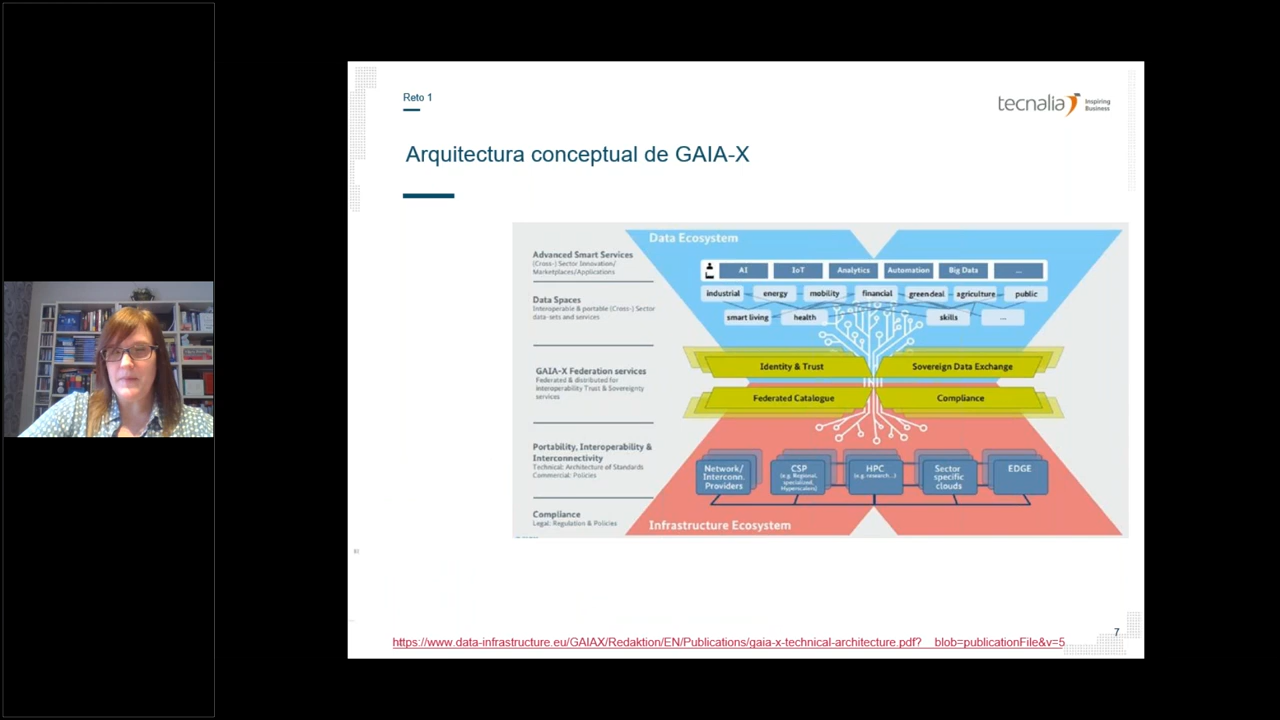 Reto 1
tecnalia Inspiring
Business
Arquitectura conceptual de GAIA-X
Data Ecosystem
Advanced Smart Services
(Cross-) Sector Innovation/
Marketplaces/Applications
AI IoT Analytics Automation Big Data ...
Data Spaces
Interoperable & portable (Cross-) Sector
data-sets and services
industrial energy mobility financial greendeal agriculture public
smart living health skills ...
GAIA-X Federation services
Federated & distributed for
interoperability Trust & Sovereignty
services
Identity & Trust Sovereign Data Exchange
Federated Catalogue Compliance
Portability, Interoperability &
Interconnectivity
Technical: Architecture of Standards
Commercial: Policies
Network/
Interconn.
Providers
CSP
(e.g. Regional,
specialized,
Hyperscalers)
HPC
(e.g. research...)
Sector
specific
clouds
EDGE
Compliance
Legal: Regulation & Policies
Infrastructure Ecosystem
7
https://www.data-infrastructure.eu/GAIAX/Redaktion/EN/Publications/gaia-x-technical-architecture.pdf?__blob=publicationFile&v=5